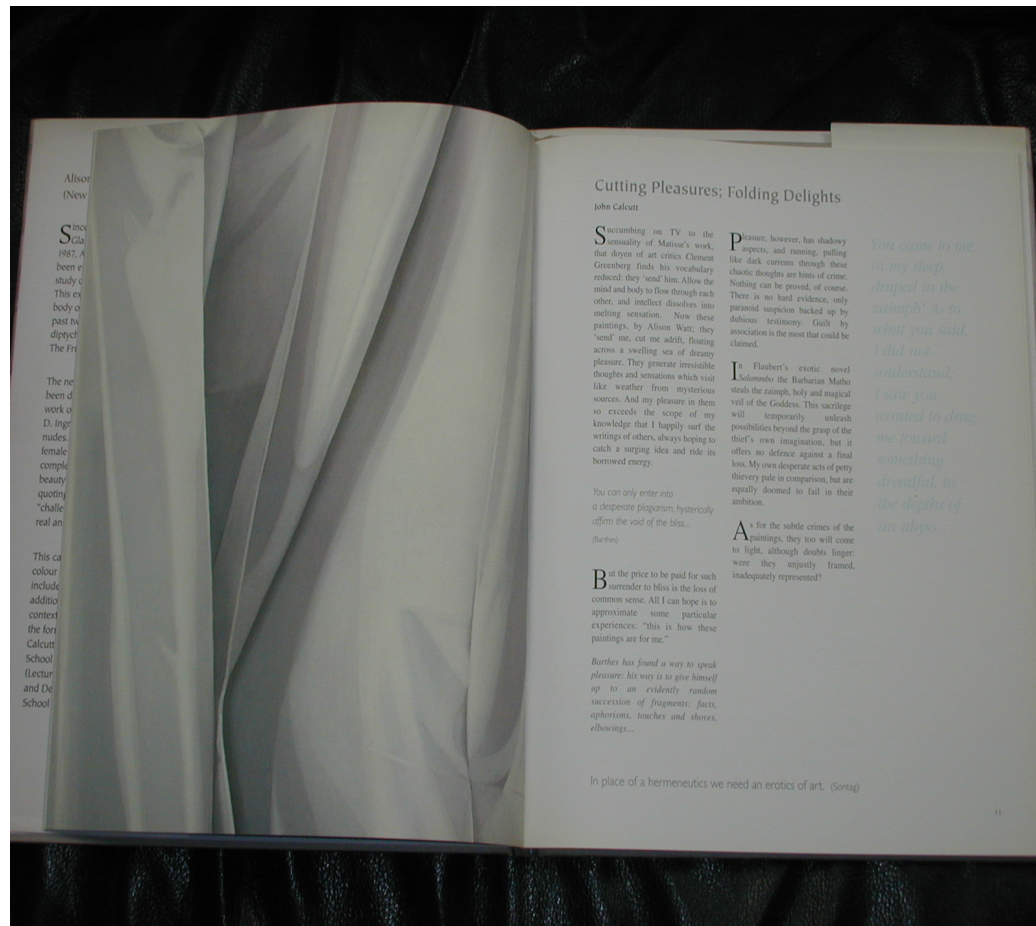 Alison
(New
Since
Gla
1987, A
been e
study o
This ex
body o
past tw
diptych
The Fr
The ne
been d
work o
D. Ingr
nudes.
female
comple
beauty
quoting
"challe
real an
This ca
colour
include
additio
context
the for
Calcutt
School
(Lectur
and De
School
Cutting Pleasures; Folding Delights
John Calcutt
Succumbing on TV to the
sensuality of Matisse's work,
that doyen of art critics Clement
Greenberg finds his vocabulary
reduced: they 'send' him. Allow the
mind and body to flow through each
other, and intellect dissolves into
melting sensation. Now these
paintings, by Alison Watt; they
'send' me, cut me adrift, floating
across a swelling sea of dreamy
pleasure. They generate irresistible
thoughts and sensations which visit
like weather from mysterious
sources. And my pleasure in them
so exceeds the scope of my
knowledge that I happily surf the
writings of others, always hoping to
catch a surging idea and ride its
borrowed energy.
You can only enter into
a desperate plagiarism, hysterically
affirm the void of the bliss...
(Barthes)
But the price to be paid for such
surrender to bliss is the loss of
common sense. All I can hope is to
approximate some particular
experiences: "this is how these
paintings are for me."
Barthes has found a way to speak
pleasure: his way is to give himself
up to an evidently random
succession of fragments: facts,
aphorisms, touches and shoves,
elbowings...
In place of a hermeneutics we need an erotics of art. (Sontag)
Pleasure, however, has shadowy
aspects, and running, pulling
like dark currents through these
chaotic thoughts are hints of crime.
Nothing can be proved, of course.
There is no hard evidence, only
paranoid suspicion backed up by
dubious testimony. Guilt by
association is the most that could be
claimed.
In Flaubert's exotic novel
Salammbo the Barbarian Matho
steals the zaimph, holy and magical
veil of the Goddess. This sacrilege
will temporarily unleash
possibilities beyond the grasp of the
thief's own imagination, but it
offers no defence against a final
loss. My own desperate acts of petty
thievery pale in comparison, but are
equally doomed to fail in their
ambition.
As for the subtle crimes of the
paintings, they too will come
to light, although doubts linger:
were they unjustly framed,
inadequately represented?
You came to me,
in my sleep,
draped in the
zaimph! As to
what you said,
I did not
understand;
I saw you
wanted to drag
me toward
something
dreadful, to
the depths of
an abyss
11